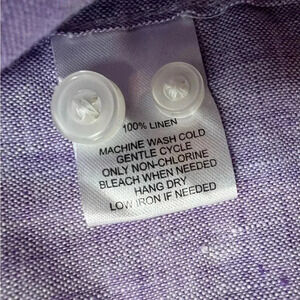 100% LINEN
MACHINE WASH COLD
GENTLE CYCLE
ONLY NON-CHLORINE
BLEACH WHEN NEEDED
HANG DRY
LOW IRON IF NEEDED